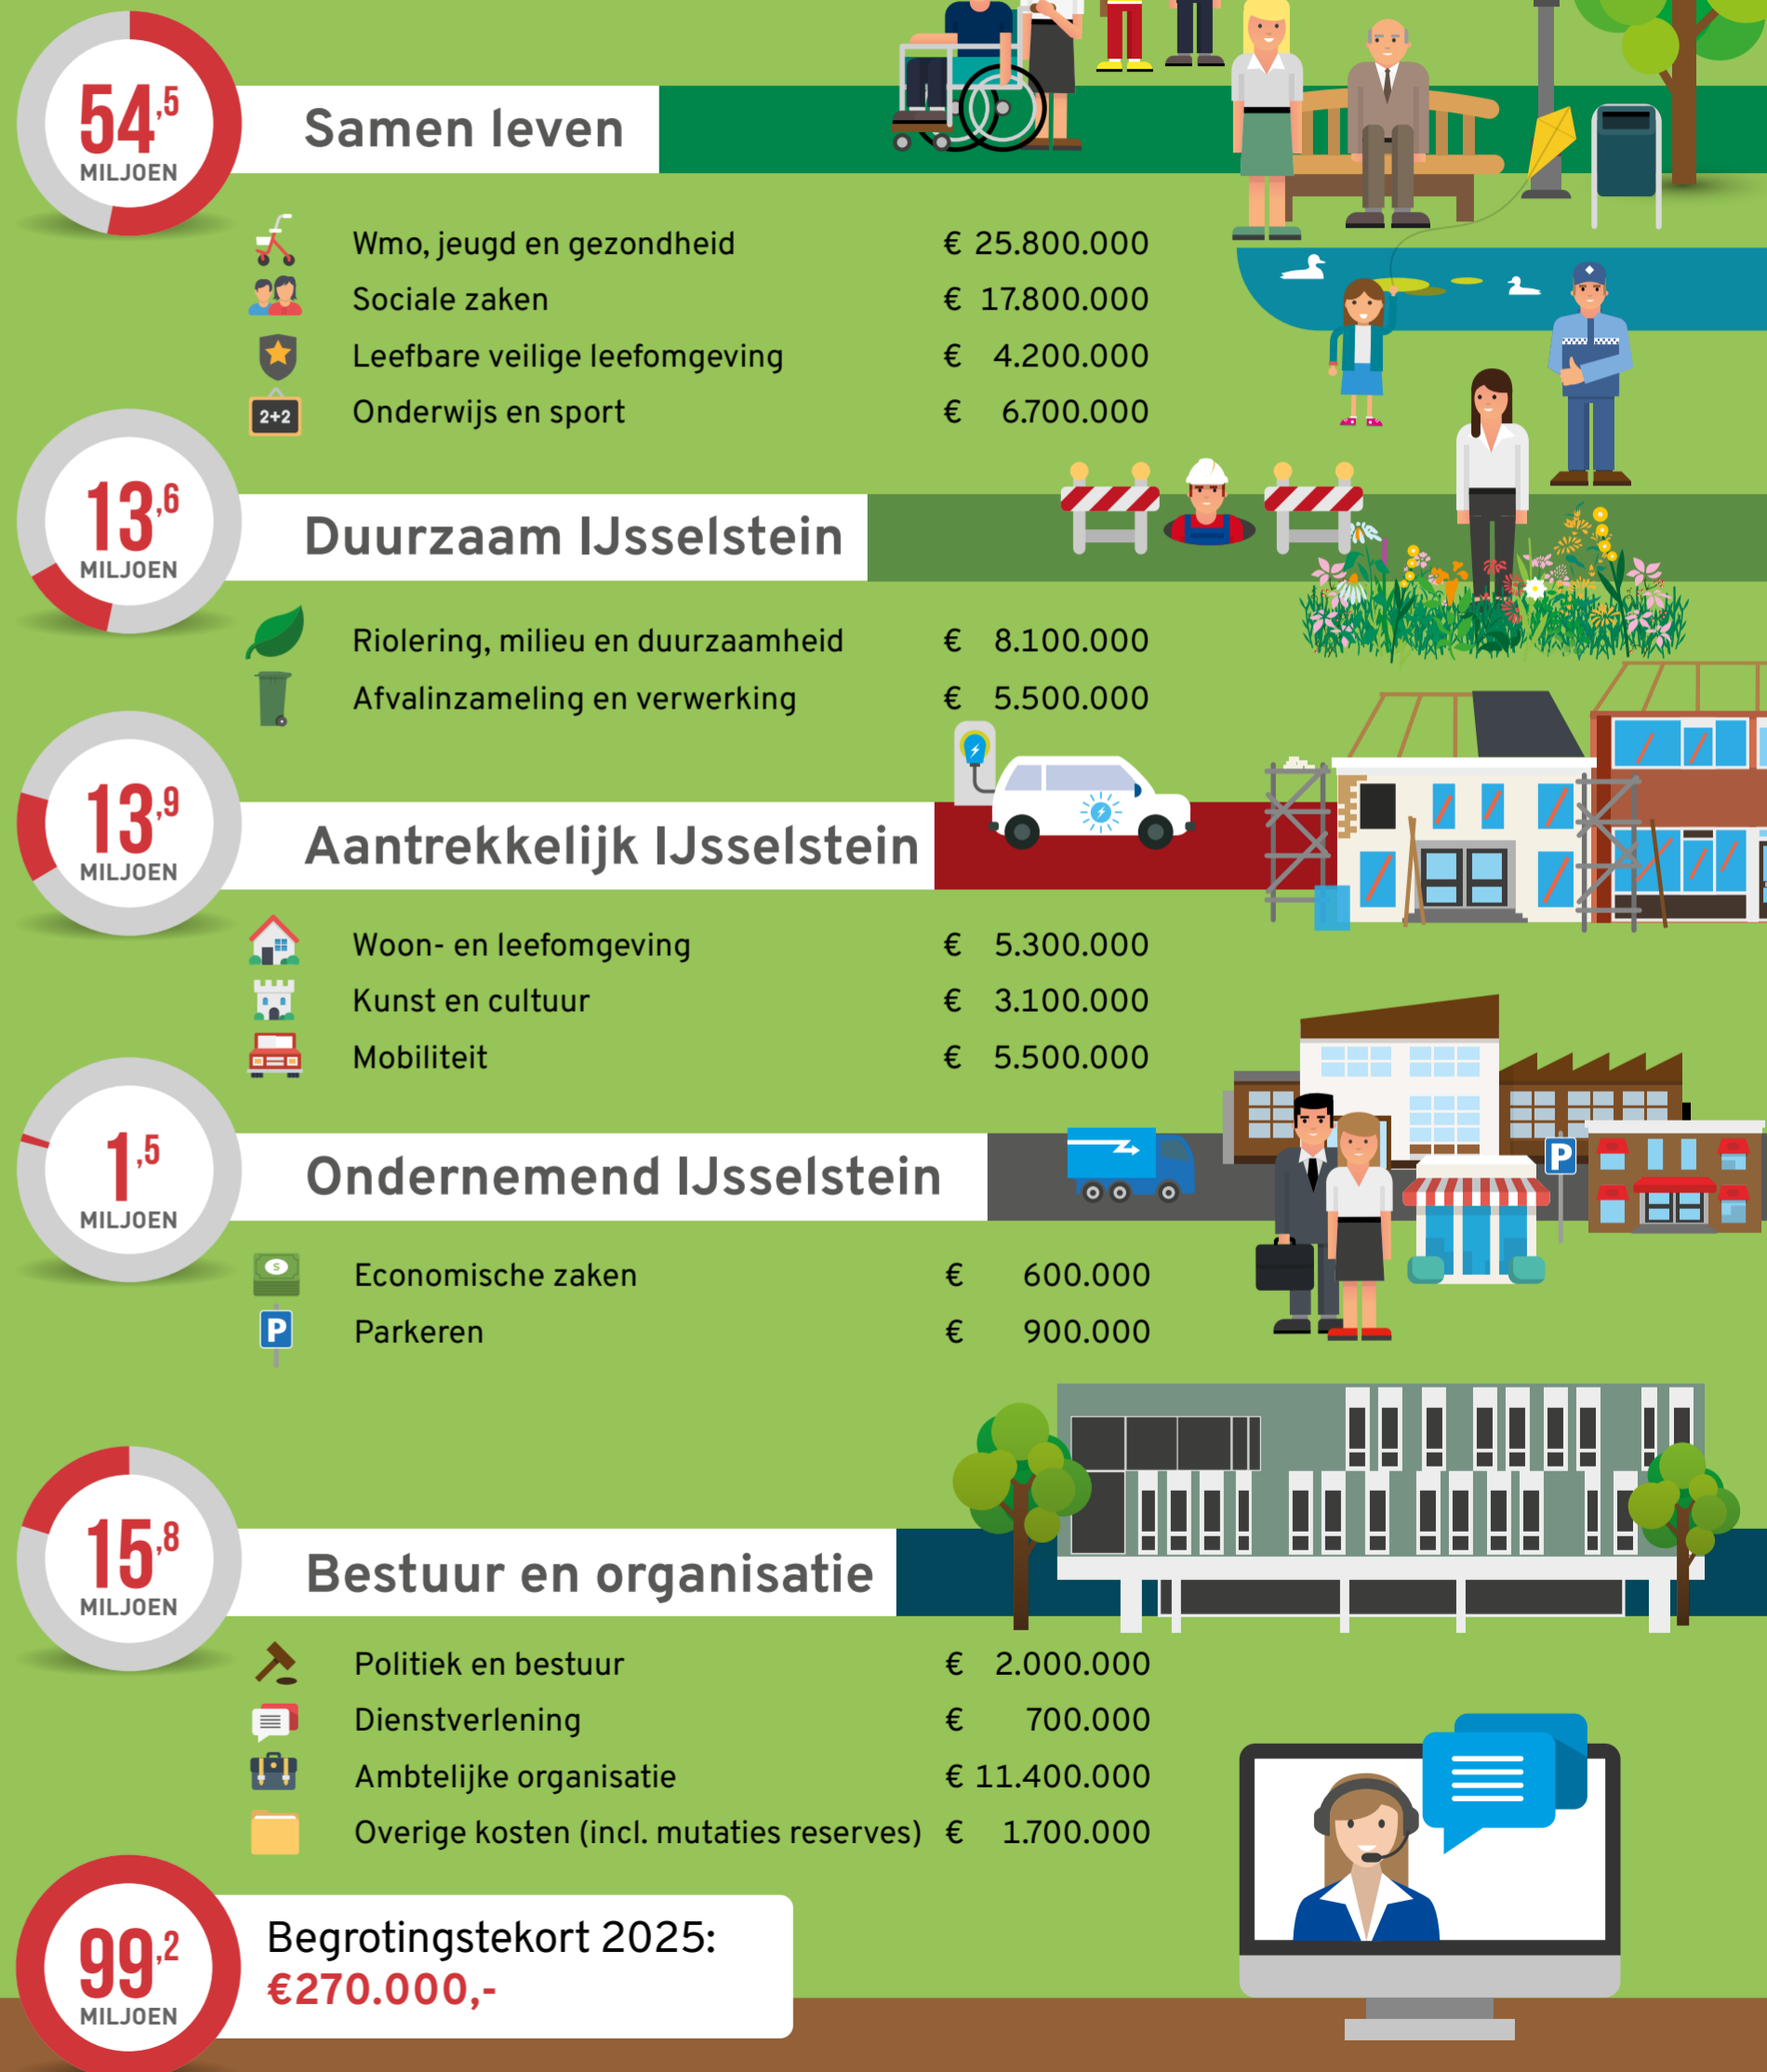 54,5
MILJOEN
Samen leven
Wmo, jeugd en gezondheid € 25.800.000
Sociale zaken € 17.800.000
Leefbare veilige leefomgeving € 4.200.000
2+2 Onderwijs en sport € 6.700.000
13,6
MILJOEN
Duurzaam IJsselstein
Riolering, milieu en duurzaamheid € 8.100.000
Afvalinzameling en verwerking € 5.500.000
13,9
MILJOEN
Aantrekkelijk IJsselstein
Woon- en leefomgeving € 5.300.000
Kunst en cultuur € 3.100.000
Mobiliteit € 5.500.000
1,5
MILJOEN
Ondernemend IJsselstein
P
Economische zaken € 600.000
P Parkeren € 900.000
15,8
MILJOEN
Bestuur en organisatie
Politiek en bestuur € 2.000.000
Dienstverlening € 700.000
Ambtelijke organisatie € 11.400.000
Overige kosten (incl. mutaties reserves) € 1.700.000
99,2
MILJOEN
Begrotingstekort 2025:
€270.000,-